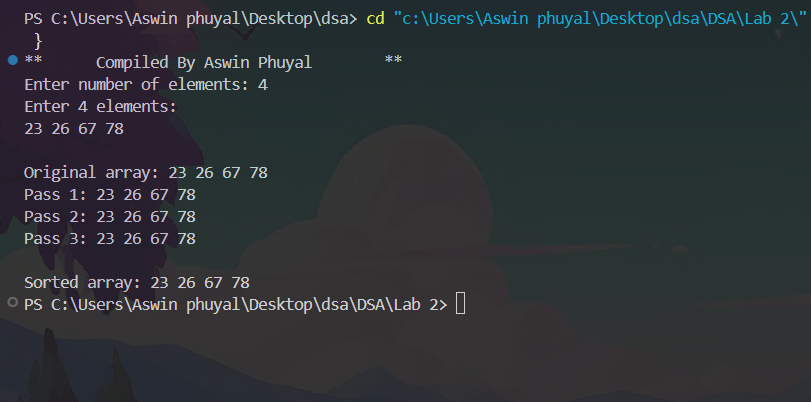 PS C:\Users\Aswin phuyal\Desktop\dsa> cd "c:\Users\Aswin phuyal\Desktop\dsa\DSA\Lab 2\"
}
** Compiled By Aswin Phuyal **
Enter number of elements: 4
Enter 4 elements:
23 26 67 78
Original array: 23 26 67 78
Pass 1: 23 26 67 78
Pass 2: 23 26 67 78
Pass 3: 23 26 67 78
Sorted array: 23 26 67 78
PS C:\Users\Aswin phuyal\Desktop\dsa\DSA\Lab 2>